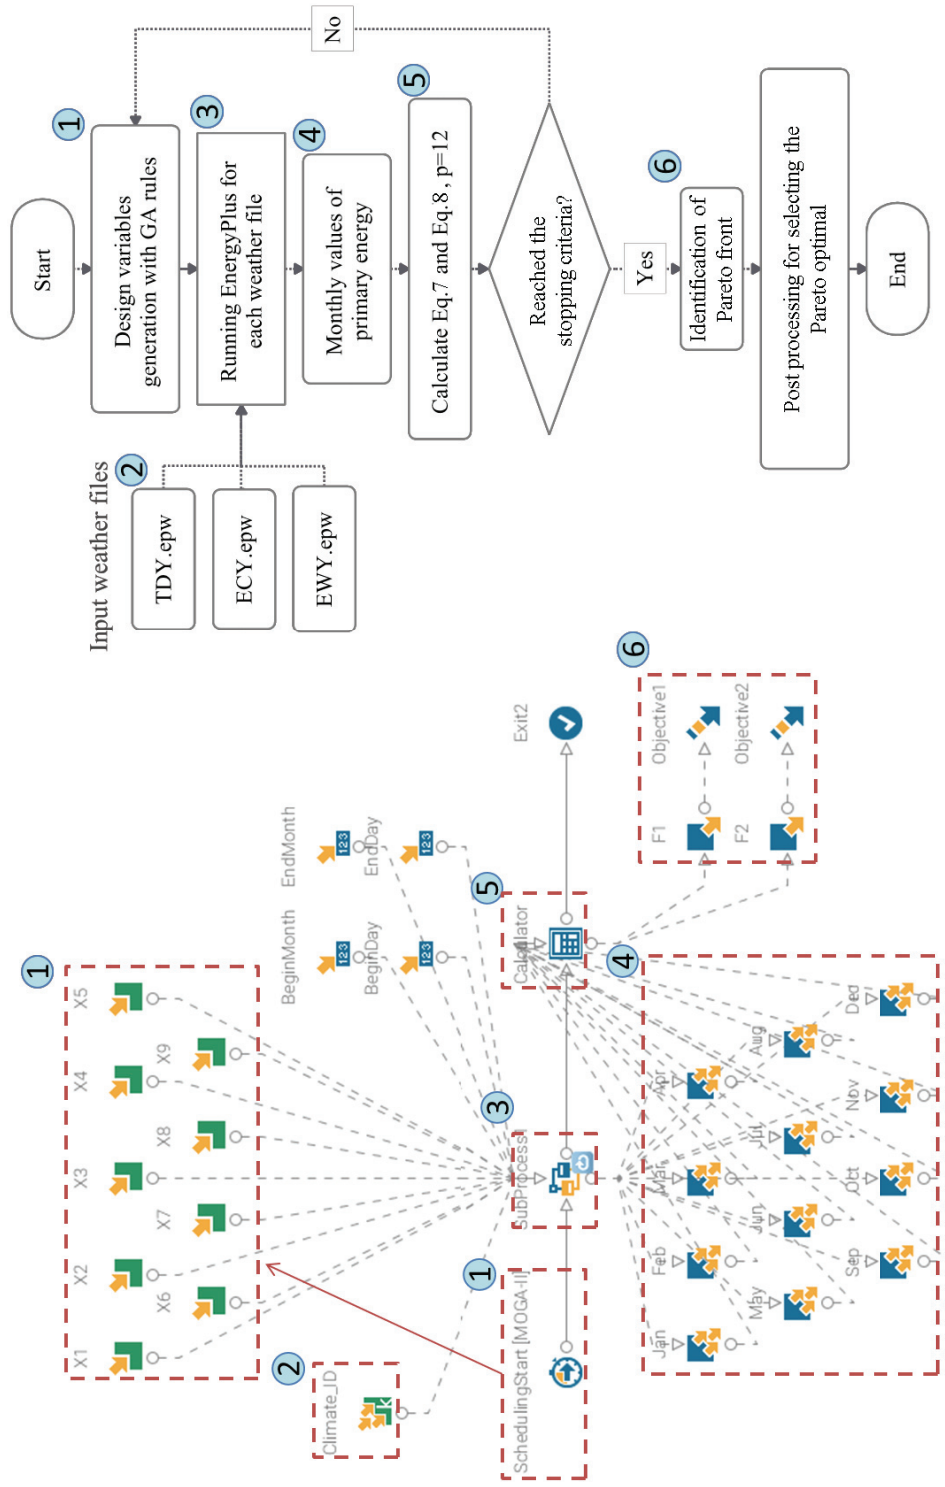 1
X1
X2
X3
X4
X5
X6
X7
X8
X9
2
Climate_ID
BeginMonth
EndMonth
BeginDay
EndDay
1
SchedulingStart [MOGA-II]
3
SubProcess1
5
Calculator
Exit2
4
Jan
Feb
Mar
Apr
May
Jun
Jul
Aug
Sep
Oct
Nov
Dec
6
F1
Objective1
F2
Objective2
Input weather files
2
TDY.epw
ECY.epw
EWY.epw
Start
1
Design variables
generation with GA rules
3
Running EnergyPlus for
each weather file
4
Monthly values of
primary energy
5
Calculate Eq.7 and Eq.8, p=12
No
Reached the
stopping criteria?
Yes
6
Identification of
Pareto front
Post processing for selecting the
Pareto optimal
End